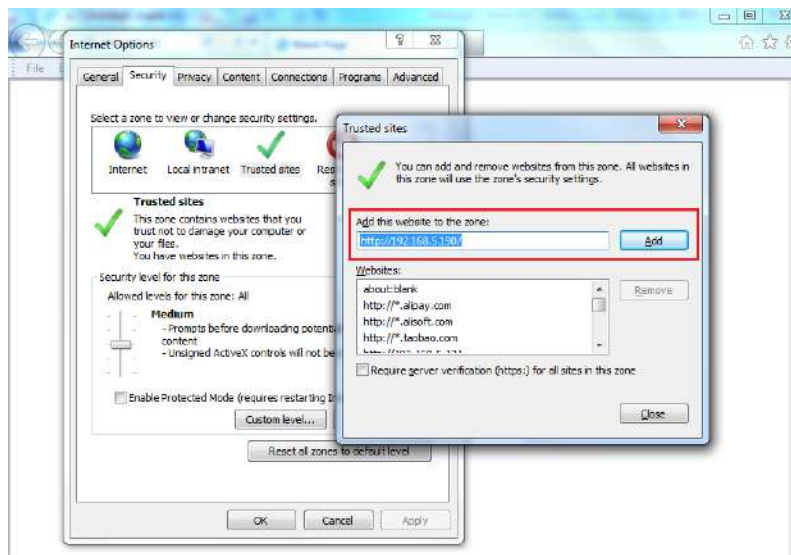 File
Internet Options
General Security Privacy Content Connections Programs Advanced
Select a zone to view or change security settings.
Internet Local intranet Trusted sites
Trusted sites
This zone contains websites that you
trust not to damage your computer or
your files.
You have websites in this zone.
Security level for this zone
Allowed levels for this zone: All
Medium
- Prompts before downloading
content
- Unsigned ActiveX controls will not be
Enable Protected Mode (requires restarting
Custom level...
Reset all zones to default level
OK Cancel Apply
Trusted sites
You can add and remove websites from this zone. All websites in
this zone will use the zone's security settings.
Add this website to the zone:
http://192.168.5.190/ Add
Websites:
about:blank
http://*.alipay.com
http://*.alisoft.com
http://*.taobao.com
Remove
Require server verification (https:) for all sites in this zone
Close